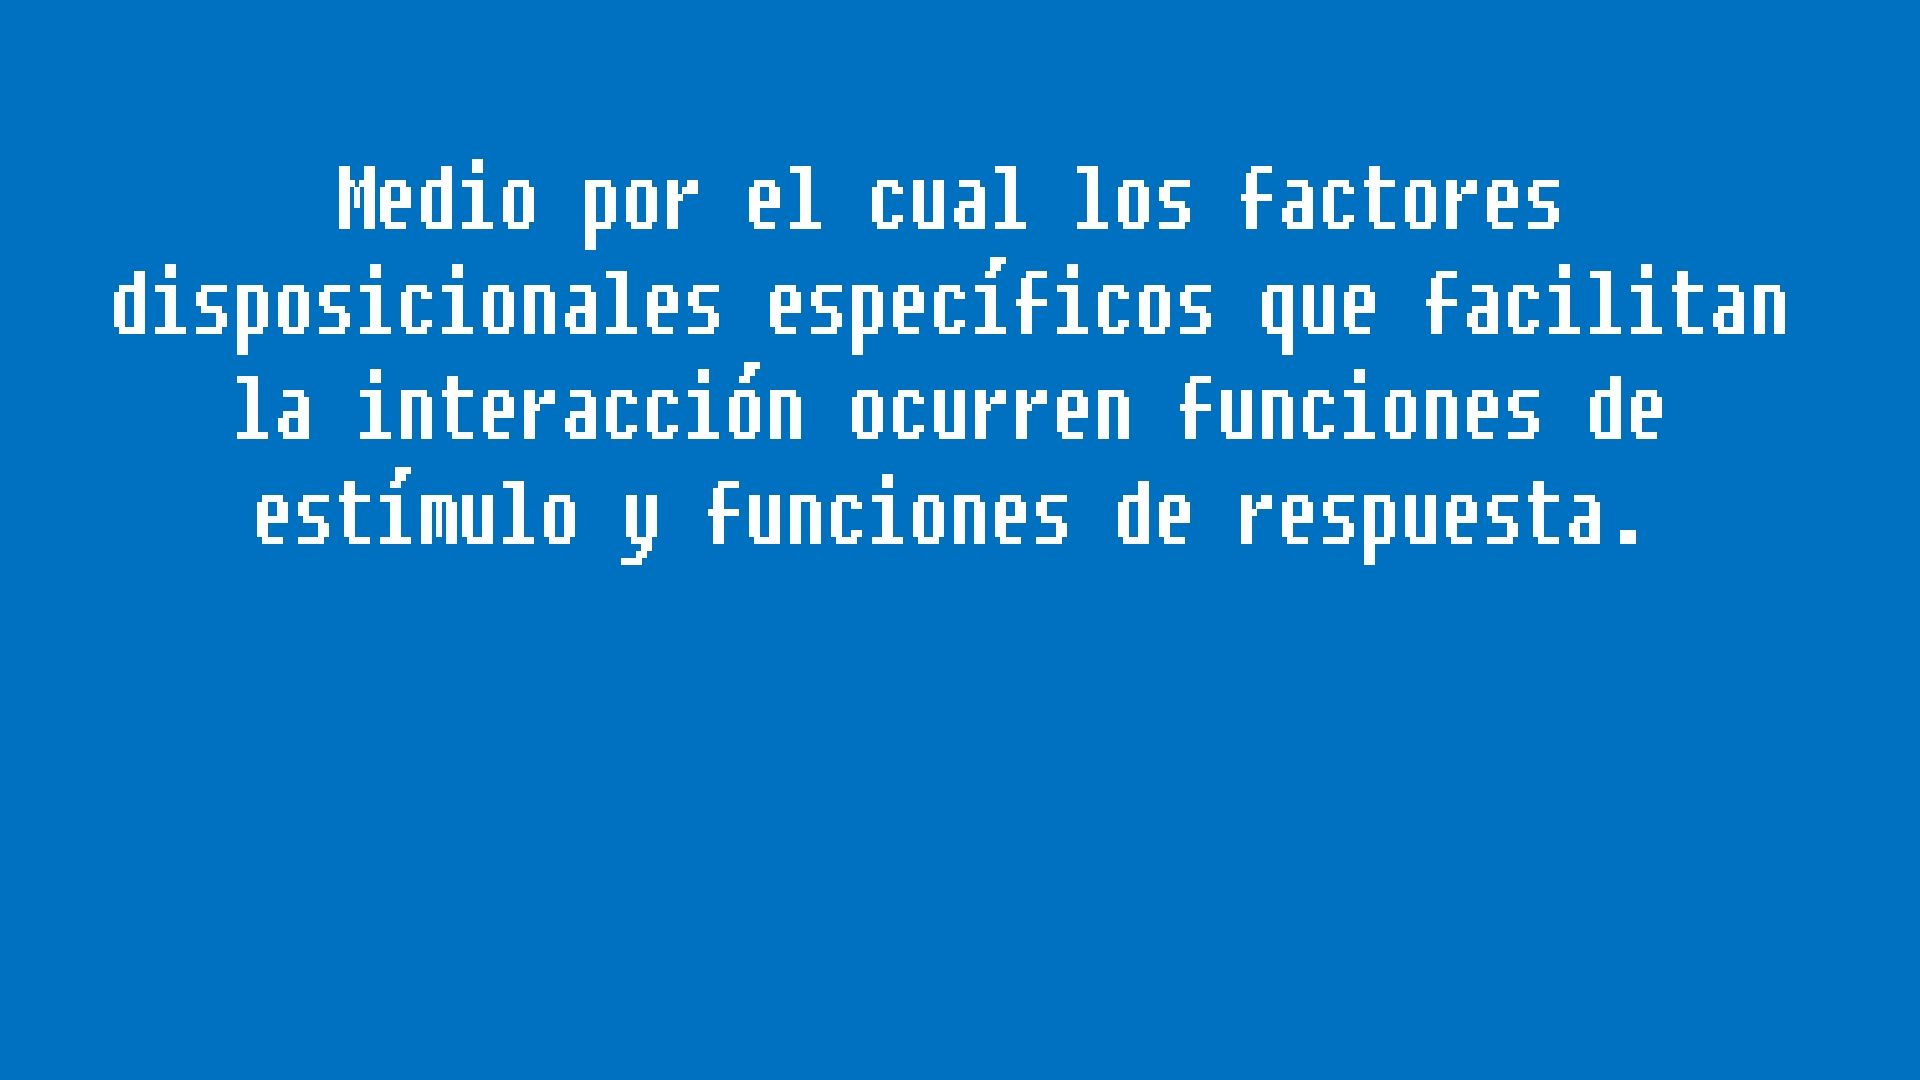 Medio por el cual los factores
disposicionales específicos que facilitan
la interacción ocurren funciones de
estímulo y funciones de respuesta.